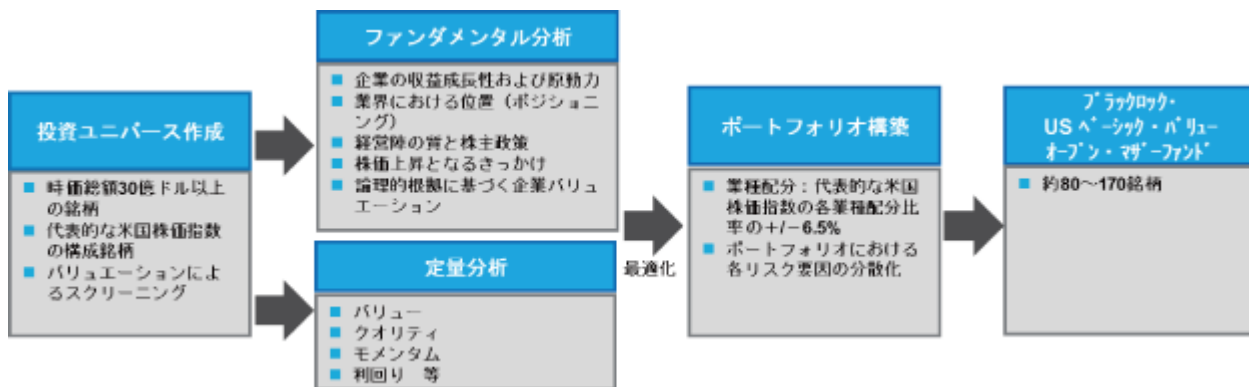 投資ユニバース作成
時価総額30億ドル以上
の銘柄
代表的な米国株価指数
の構成銘柄
バリュエーションによ
るスクリーニング
ファンダメンタル分析
企業の収益成長性および原動力
業界における位置（ポジショニ
ング）
経営陣の質と株主政策
株価上昇となるきっかけ
論理的根拠に基づく企業バリュ
エーション
定量分析
バリュー
クオリティ
モメンタム
利回り 等
最適化
ポートフォリオ構築
業種配分：代表的な米国
株価指数の各業種配分比
率の+/−6.5%
ポートフォリオにおける
各リスク要因の分散化
ﾌﾞﾗｯｸﾛｯｸ・
US ﾍﾞｰｼｯｸ・ﾊﾞﾘｭｰ
ｵｰﾌﾟﾝ・ﾏｻﾞｰﾌｧﾝﾄﾞ
約80～170銘柄